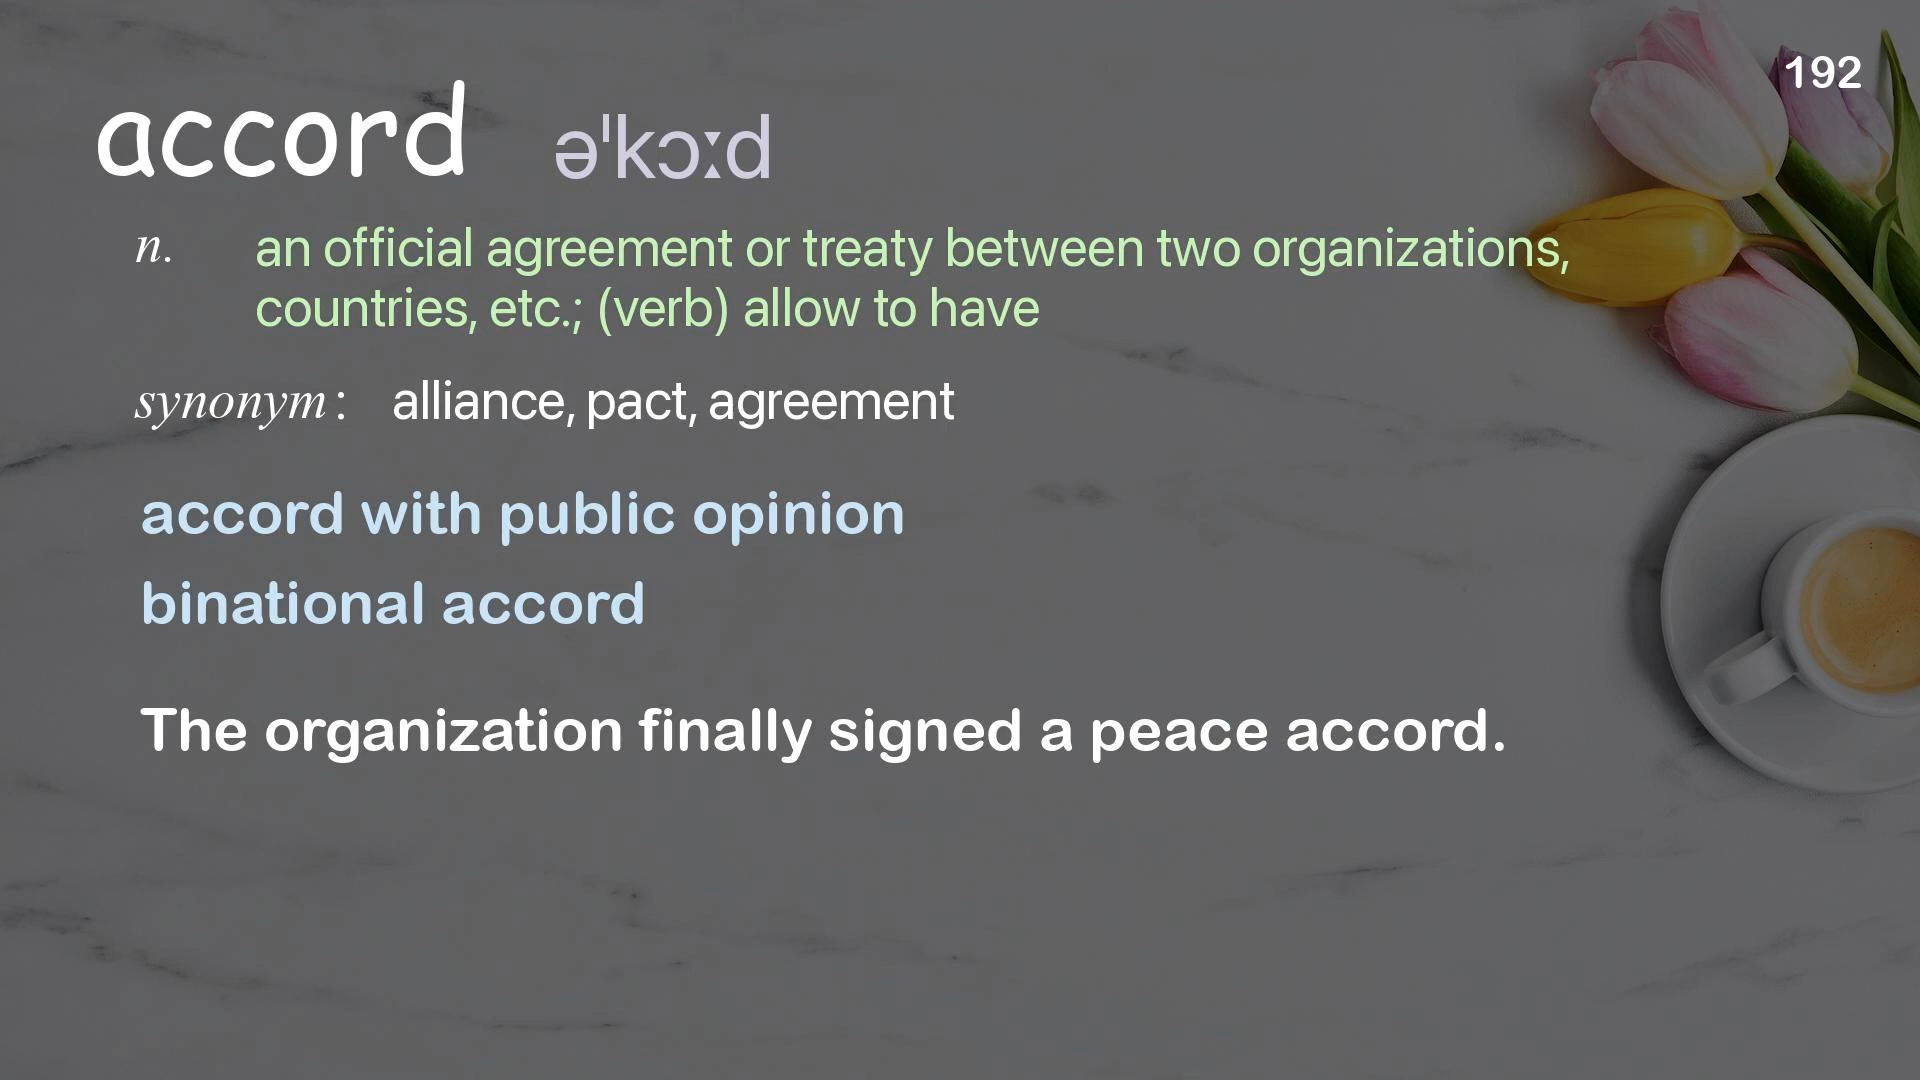 192
accord əˈkɔːd
n. an official agreement or treaty between two organizations,
countries, etc.; (verb) allow to have
synonym: alliance, pact, agreement
accord with public opinion
binational accord
The organization finally signed a peace accord.